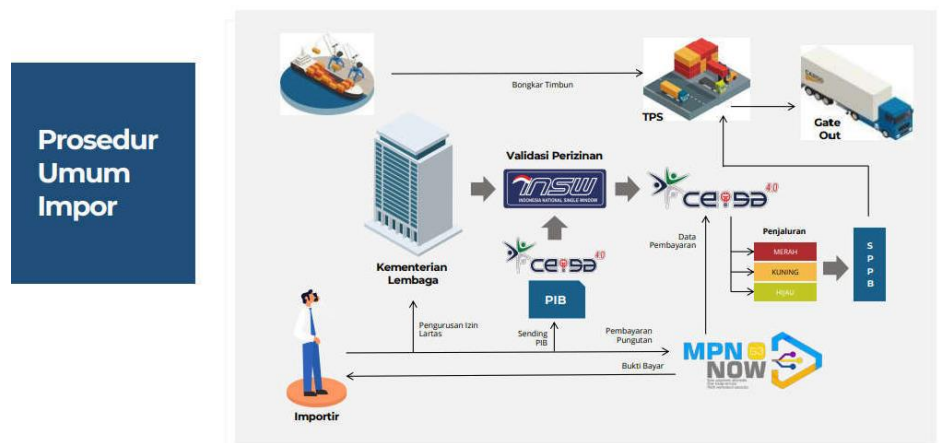 Prosedur
Umum
Impor
Bongkar Timbun
TPS
Gate
Out
Validasi Perizinan
INSW
INDONESIA NATIONAL SINGLE WINDOW
CEISA 4.0
Data
Pembayaran
Penjaluran
MERAH
KUNING
HIJAU
S
P
P
B
Kementerian
Lembaga
CEISA 4.0
PIB
Pengurusan Izin
Lartas
Sending
PIB
Pembayaran
Pungutan
Bukti Bayar
MPN G3
NOW
Importir